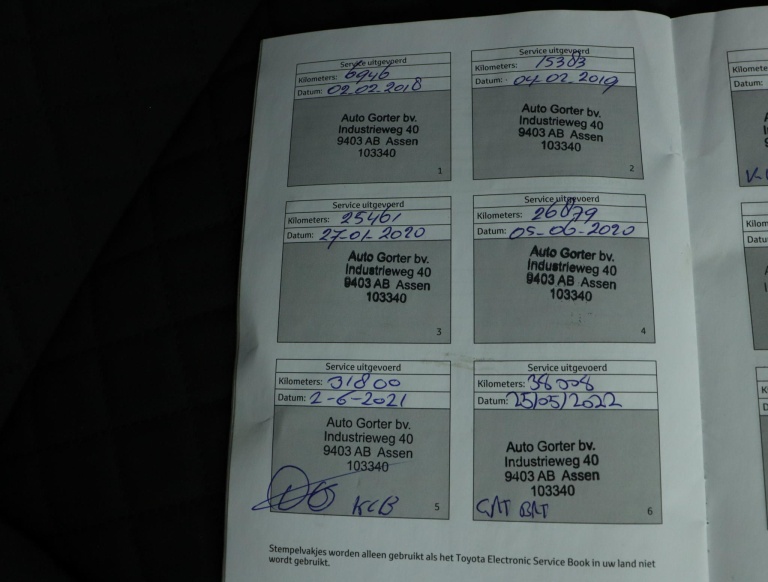 Service uitgevoerd
Kilometers: 6946
Datum: 02-02-2018
Auto Gorter bv.
Industrieweg 40
9403 AB Assen
103340
1
Service uitgevoerd
Kilometers: 15383
Datum: 04-02-2019
Auto Gorter bv.
Industrieweg 40
9403 AB Assen
103340
2
Service uitgevoerd
Kilometers: 25461
Datum: 27-01-2020
Auto Gorter bv.
Industrieweg 40
9403 AB Assen
103340
3
Service uitgevoerd
Kilometers: 26879
Datum: 05-06-2020
Auto Gorter bv.
Industrieweg 40
9403 AB Assen
103340
4
Service uitgevoerd
Kilometers: 31800
Datum: 2-6-2021
Auto Gorter bv.
Industrieweg 40
9403 AB Assen
103340
5
Service uitgevoerd
Kilometers: 38008
Datum: 25/05/2022
Auto Gorter bv.
Industrieweg 40
9403 AB Assen
103340
BAT
6
Stempelvakjes worden alleen gebruikt als het Toyota Electronic Service Book in uw land niet
wordt gebruikt.